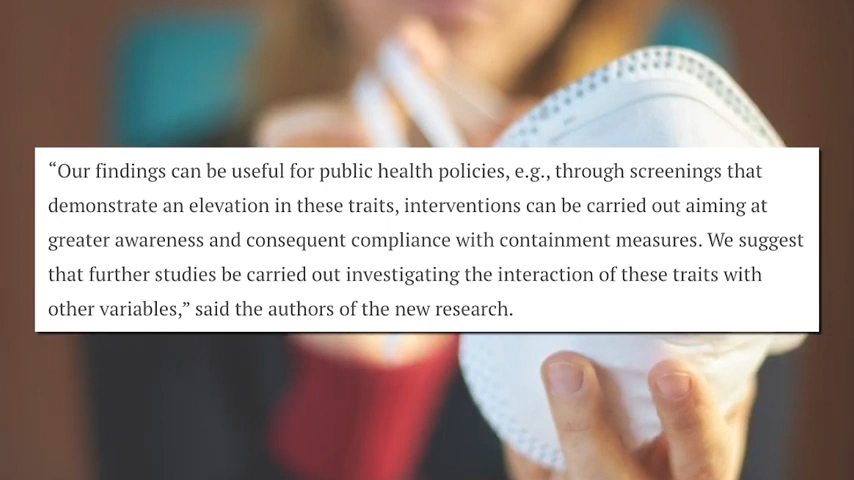 “Our findings can be useful for public health policies, e.g., through screenings that
demonstrate an elevation in these traits, interventions can be carried out aiming at
greater awareness and consequent compliance with containment measures. We suggest
that further studies be carried out investigating the interaction of these traits with
other variables,” said the authors of the new research.